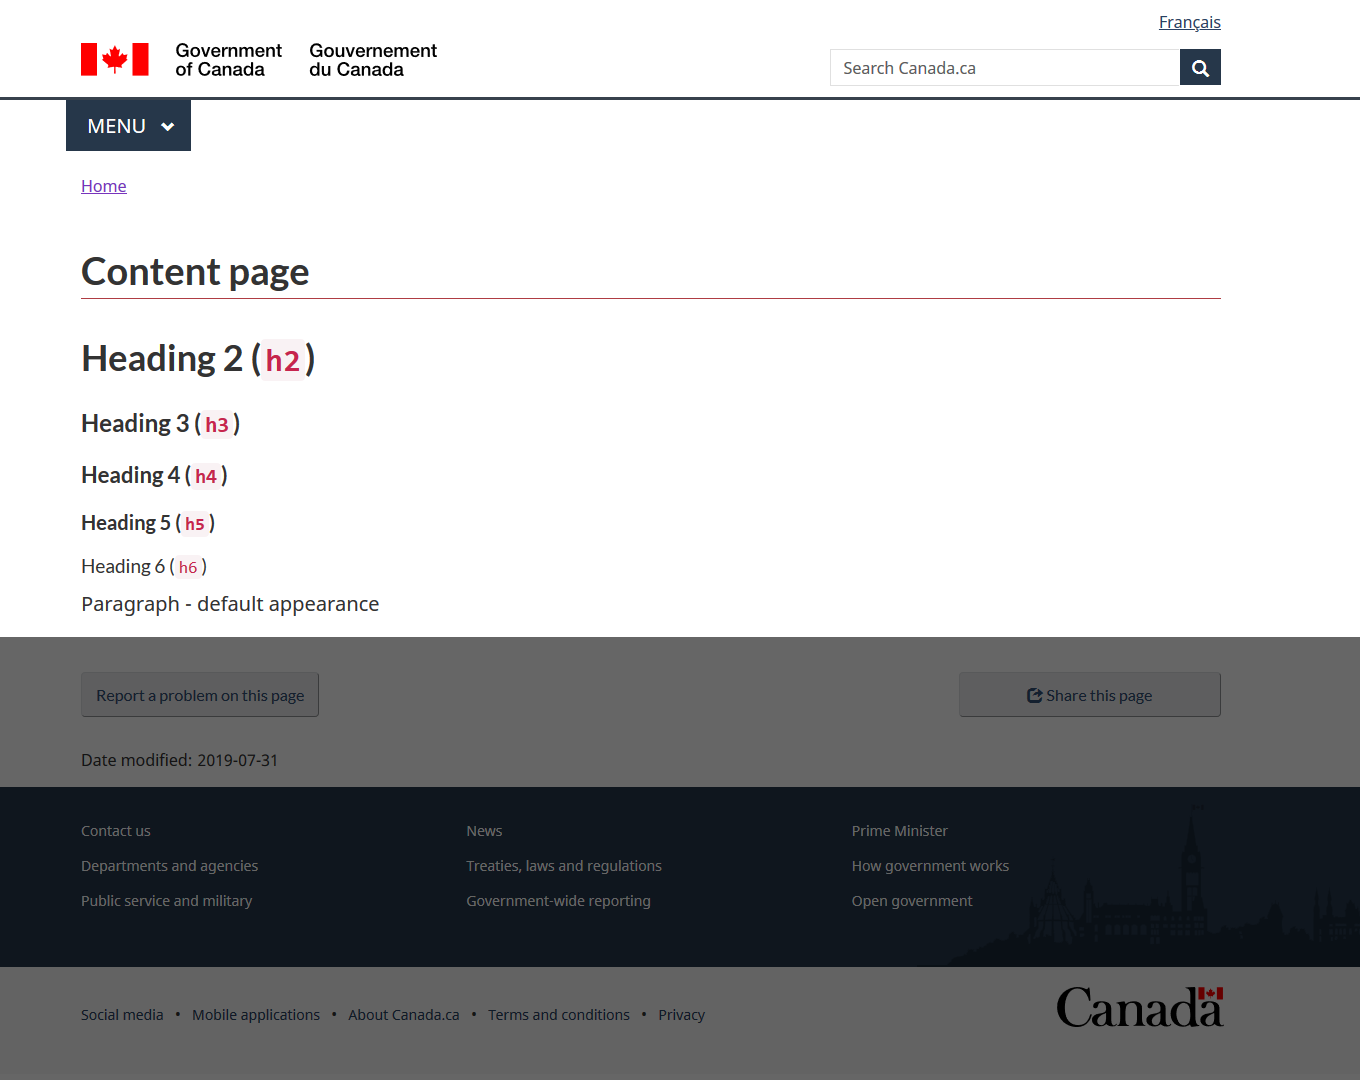 Français
Government of Canada
Gouvernement du Canada
Search Canada.ca
MENU
Home
Content page
Heading 2 (h2)
Heading 3 (h3)
Heading 4 (h4)
Heading 5 (h5)
Heading 6 (h6)
Paragraph - default appearance
Report a problem on this page
Share this page
Date modified: 2019-07-31
Contact us
News
Prime Minister
Departments and agencies
Treaties, laws and regulations
How government works
Public service and military
Government-wide reporting
Open government
Social media • Mobile applications • About Canada.ca • Terms and conditions • Privacy
Canada